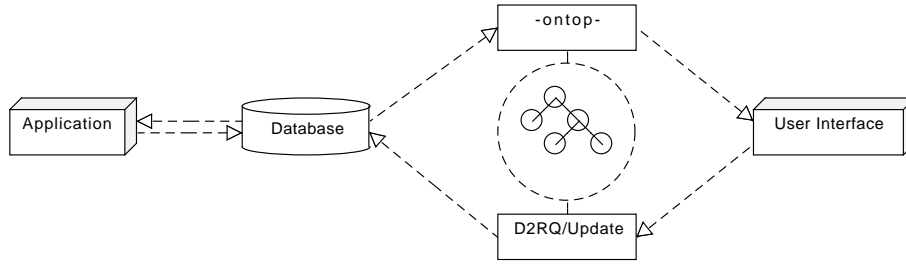 -ontop-
Application
Database
User Interface
D2RQ/Update